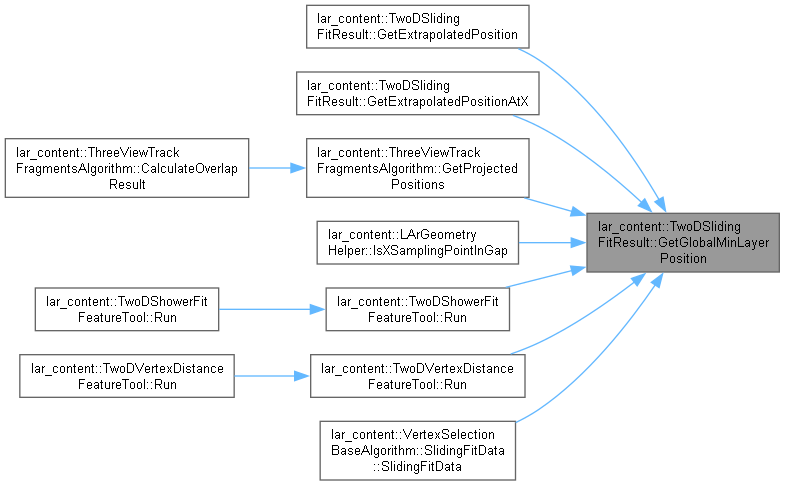 lar_content::TwoDSliding
FitResult::GetExtrapolatedPosition
lar_content::TwoDSliding
FitResult::GetExtrapolatedPositionAtX
lar_content::ThreeViewTrack
FragmentsAlgorithm::CalculateOverlap
Result
lar_content::ThreeViewTrack
FragmentsAlgorithm::GetProjected
Positions
lar_content::TwoDSliding
FitResult::GetGlobalMinLayer
Position
lar_content::LArGeometry
Helper::IsXSamplingPointInGap
lar_content::TwoDShowerFit
FeatureTool::Run
lar_content::TwoDShowerFit
FeatureTool::Run
lar_content::TwoDVertexDistance
FeatureTool::Run
lar_content::TwoDVertexDistance
FeatureTool::Run
lar_content::VertexSelection
BaseAlgorithm::SlidingFitData
::SlidingFitData